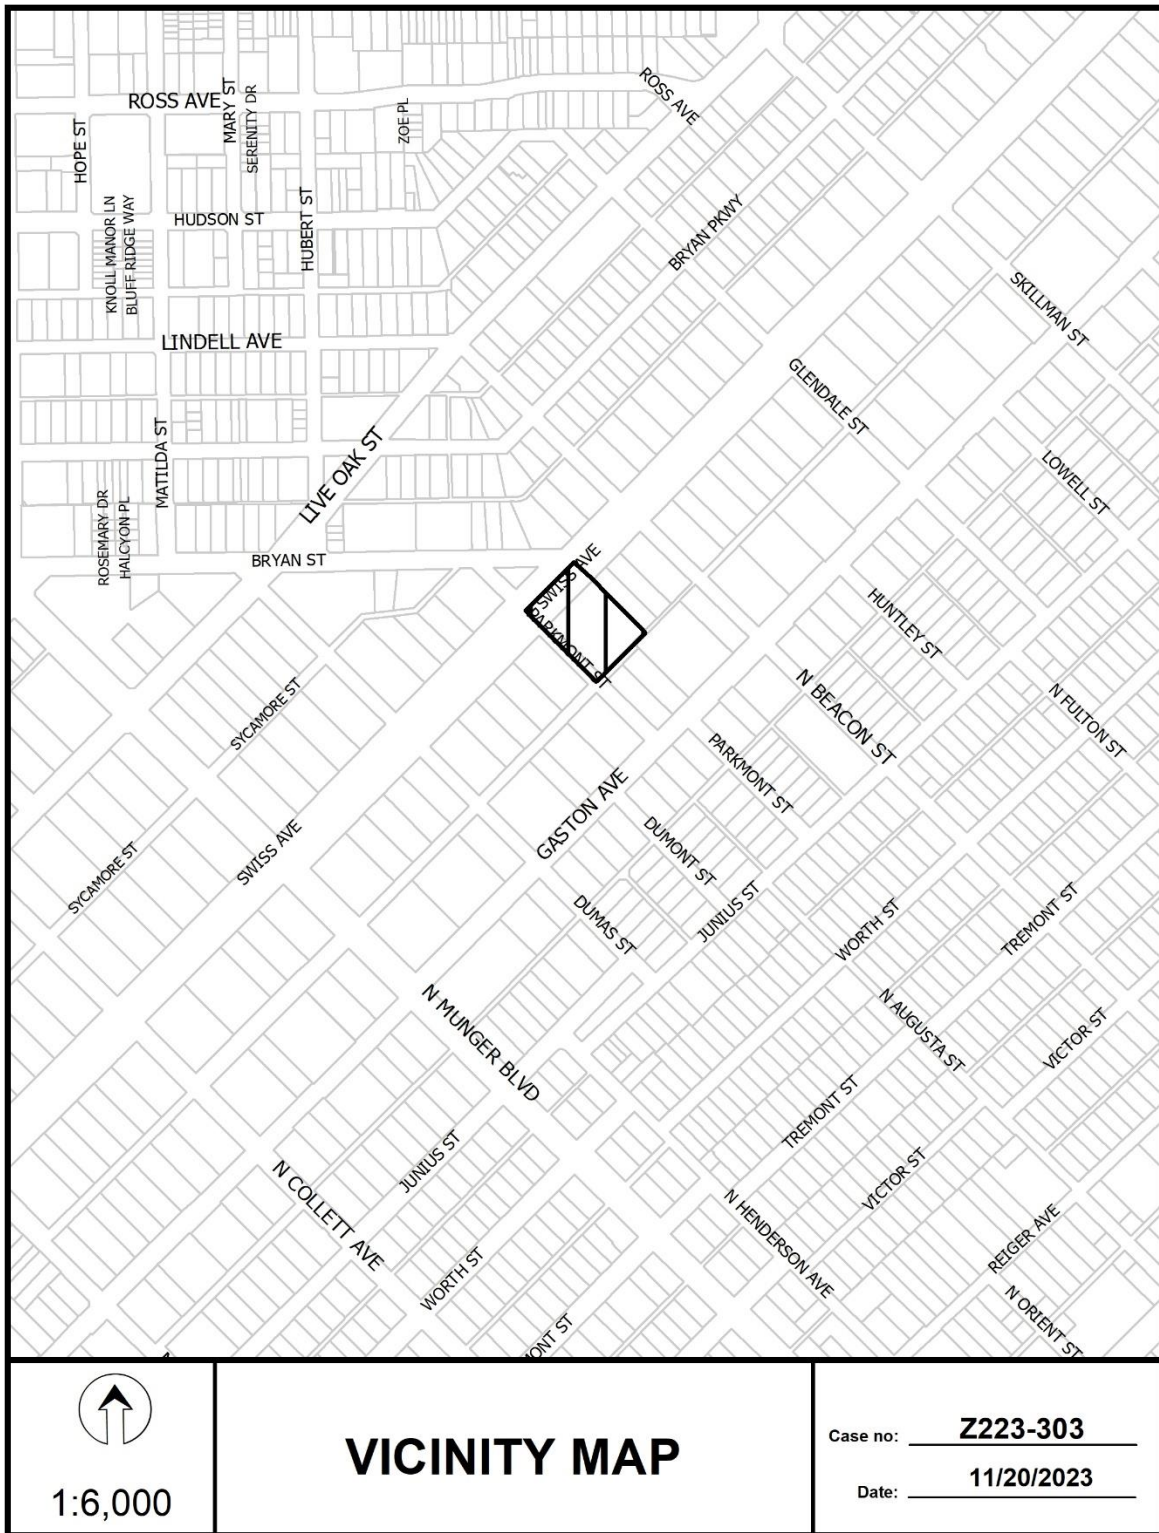 ROSS AVE
MARY ST
SERENITY DR
ZOE PL
ROSS AVE
HOPE ST
HUDSON ST
HUBERT ST
KNOLL MANOR LN
BLUFF RIDGE WAY
BRYAN PKWY
SKILLMAN ST
LINDELL AVE
GLENDALE ST
MATILDA ST
LIVE OAK ST
LOWELL ST
ROSEMARY DR
HALCYON PL
BRYAN ST
SWISS AVE
PARKMONT ST
HUNTLEY ST
SYCAMORE ST
N BEACON ST
N FULTON ST
PARKMONT ST
GASTON AVE
DUMONT ST
SWISS AVE
SYCAMORE ST
DUMAS ST
JUNIUS ST
WORTH ST
TREMONT ST
N MUNGER BLVD
N AUGUSTA ST
VICTOR ST
TREMONT ST
JUNIUS ST
VICTOR ST
N COLLETT AVE
N HENDERSON AVE
REIGER AVE
WORTH ST
N ORIENT ST
MONT ST
1:6,000
VICINITY MAP
Case no: Z223-303
Date: 11/20/2023